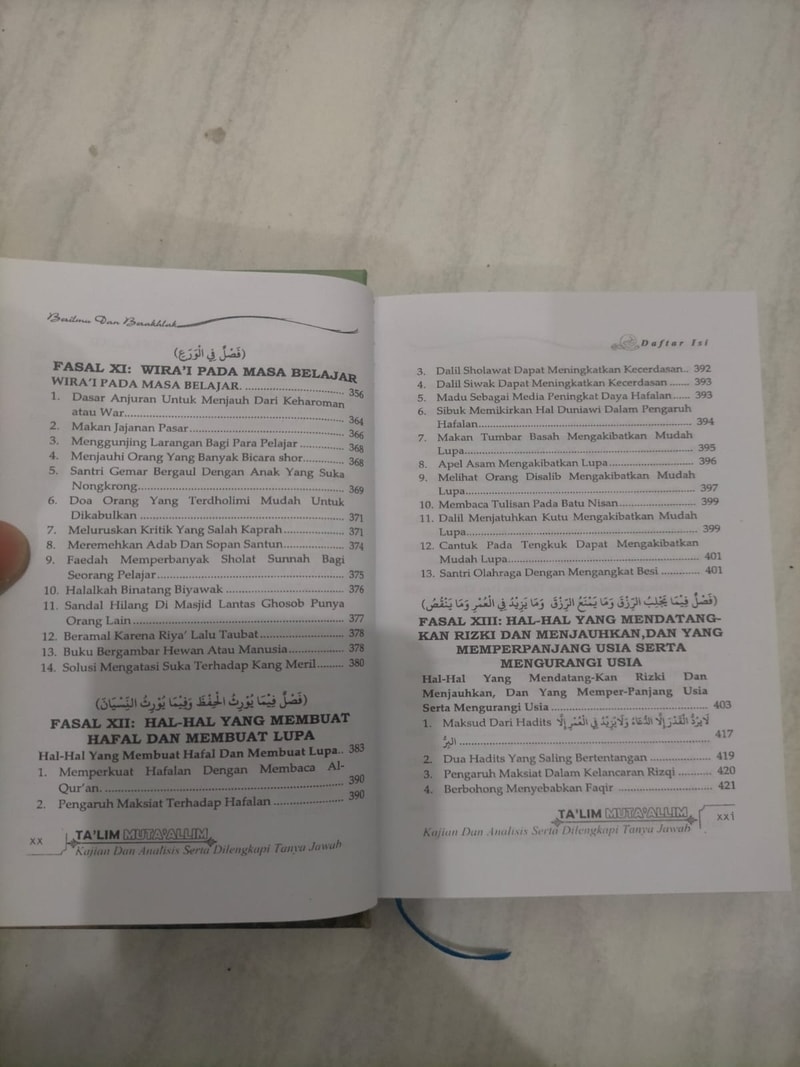 Berilmu Dan Berakhlak
(فَصْلٌ فِي الْوَرَعِ)
FASAL XI: WIRA'I PADA MASA BELAJAR
WIRA'I PADA MASA BELAJAR. .............................. 356
1. Dasar Anjuran Untuk Menjauh Dari Keharoman
atau War............................................................ 364
2. Makan Jajanan Pasar........................................... 366
3. Menggunjing Larangan Bagi Para Pelajar .................. 368
4. Menjauhi Orang Yang Banyak Bicara shor............. 368
5. Santri Gemar Bergaul Dengan Anak Yang Suka
Nongkrong............................................................ 369
6. Doa Orang Yang Terdholimi Mudah Untuk
Dikabulkan ............................................................ 371
7. Meluruskan Kritik Yang Salah Kaprah.................. 371
8. Meremehkan Adab Dan Sopan Santun.................... 374
9. Faedah Memperbanyak Sholat Sunnah Bagi
Seorang Pelajar...................................................... 375
10. Halalkah Binatang Biyawak .................................. 376
11. Sandal Hilang Di Masjid Lantas Ghosob Punya
Orang Lain ............................................................ 377
12. Beramal Karena Riya' Lalu Taubat........................ 378
13. Buku Bergambar Hewan Atau Manusia.................. 378
14. Solusi Mengatasi Suka Terhadap Kang Meril......... 380
(فَصْلٌ فِيْمَا يُوْرِثُ الْحِفْظَ وَفِيْمَا يُوْرِثُ النِّسْيَانَ)
FASAL XII: HAL-HAL YANG MEMBUAT
HAFAL DAN MEMBUAT LUPA
Hal-Hal Yang Membuat Hafal Dan Membuat Lupa.. 383
1. Memperkuat Hafalan Dengan Membaca Al-
Qur'an. ............................................................ 390
2. Pengaruh Maksiat Terhadap Hafalan ..................... 390
xx
TA'LIM MUTA'ALLIM
Kajian Dan Analisis Serta Dilengkapi Tanya Jawab
Daftar Isi
3. Dalil Sholawat Dapat Meningkatkan Kecerdasan.. 392
4. Dalil Siwak Dapat Meningkatkan Kecerdasan ....... 393
5. Madu Sebagai Media Peningkat Daya Hafalan...... 393
6. Sibuk Memikirkan Hal Duniawi Dalam Pengaruh
Hafalan............................................................ 394
7. Makan Tumbar Basah Mengakibatkan Mudah
Lupa............................................................ 395
8. Apel Asam Mengakibatkan Lupa............................ 396
9. Melihat Orang Disalib Mengakibatkan Mudah
Lupa............................................................ 397
10. Membaca Tulisan Pada Batu Nisan......................... 399
11. Dalil Menjatuhkan Kutu Mengakibatkan Mudah
Lupa............................................................ 399
12. Cantuk Pada Tengkuk Dapat Mengakibatkan
Mudah Lupa............................................................ 401
13. Santri Olahraga Dengan Mengangkat Besi .............. 401
(فَصْلٌ فِيْمَا يَجْلِبُ الرِّزْقَ وَمَا يَمْنَعُ الرِّزْقَ وَمَا يَزِيْدُ فِي الْعُمْرِ وَمَا يَنْقُصُ)
FASAL XIII: HAL-HAL YANG MENDATANG-
KAN RIZKI DAN MENJAUHKAN,DAN YANG
MEMPERPANJANG USIA SERTA
MENGURANGI USIA
Hal-Hal Yang Mendatang-Kan Rizki Dan
Menjauhkan, Dan Yang Memper-Panjang Usia
Serta Mengurangi Usia ........................................ 403
1. Maksud Dari Hadits لَا يَرُدُّ الْقَدَرَ إِلَّا الدُّعَاءُ وَلَا يَزِيْدُ فِي الْعُمْرِ إِلَّا
البِرُّ ............................................................ 417
2. Dua Hadits Yang Saling Bertentangan .................... 419
3. Pengaruh Maksiat Dalam Kelancaran Rizqi ........... 420
4. Berbohong Menyebabkan Faqir ............................ 421
TA'LIM MUTA'ALLIM
Kajian Dan Analisis Serta Dilengkapi Tanya Jawab
xxi